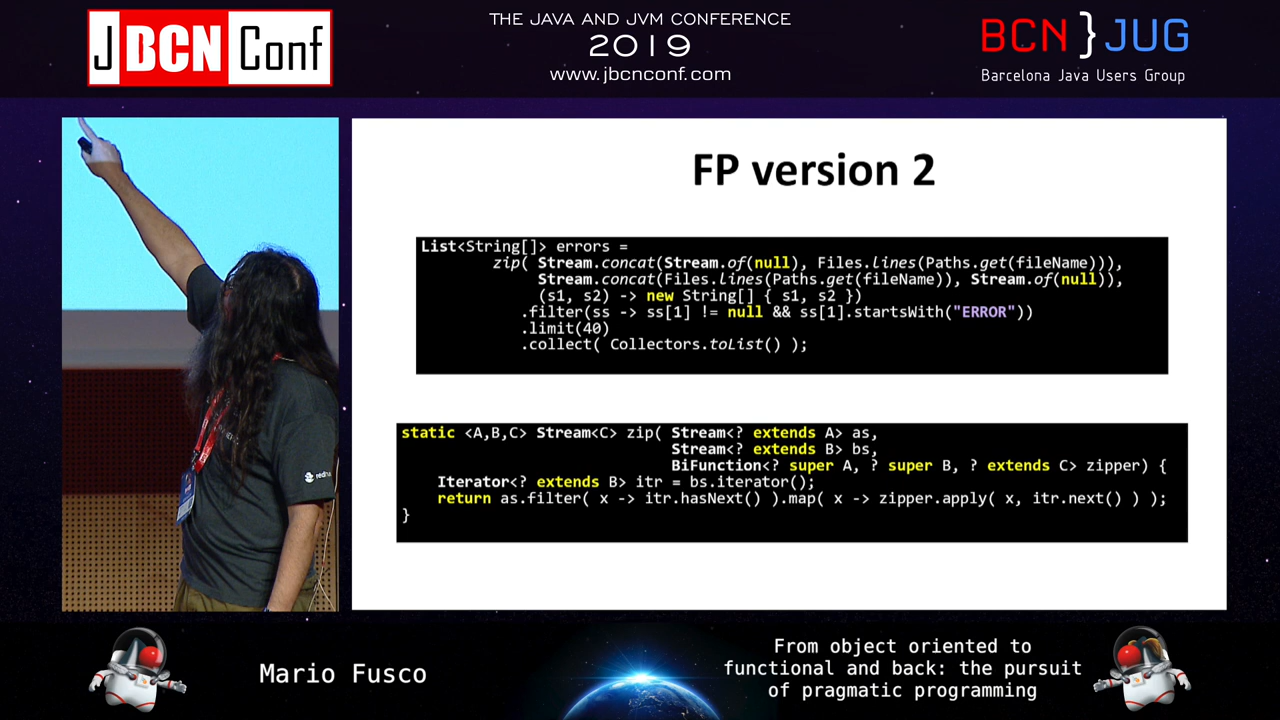 JBCNConf
THE JAVA AND JVM CONFERENCE
2019
www.jbcnconf.com
BCN}JUG
Barcelona Java Users Group
FP version 2
List<String[]> errors =
zip( Stream.concat(Stream.of(null), Files.lines(Paths.get(fileName))),
Stream.concat(Files.lines(Paths.get(fileName)), Stream.of(null)),
(s1, s2) -> new String[] { s1, s2 })
.filter(ss -> ss[1] != null && ss[1].startsWith("ERROR"))
.limit(40)
.collect( Collectors.toList() );
static <A,B,C> Stream<C> zip( Stream<? extends A> as,
Stream<? extends B> bs,
BiFunction<? super A, ? super B, ? extends C> zipper) {
Iterator<? extends B> itr = bs.iterator();
return as.filter( x -> itr.hasNext() ).map( x -> zipper.apply( x, itr.next() ) );
}
Mario Fusco
From object oriented to
functional and back: the pursuit
of pragmatic programming